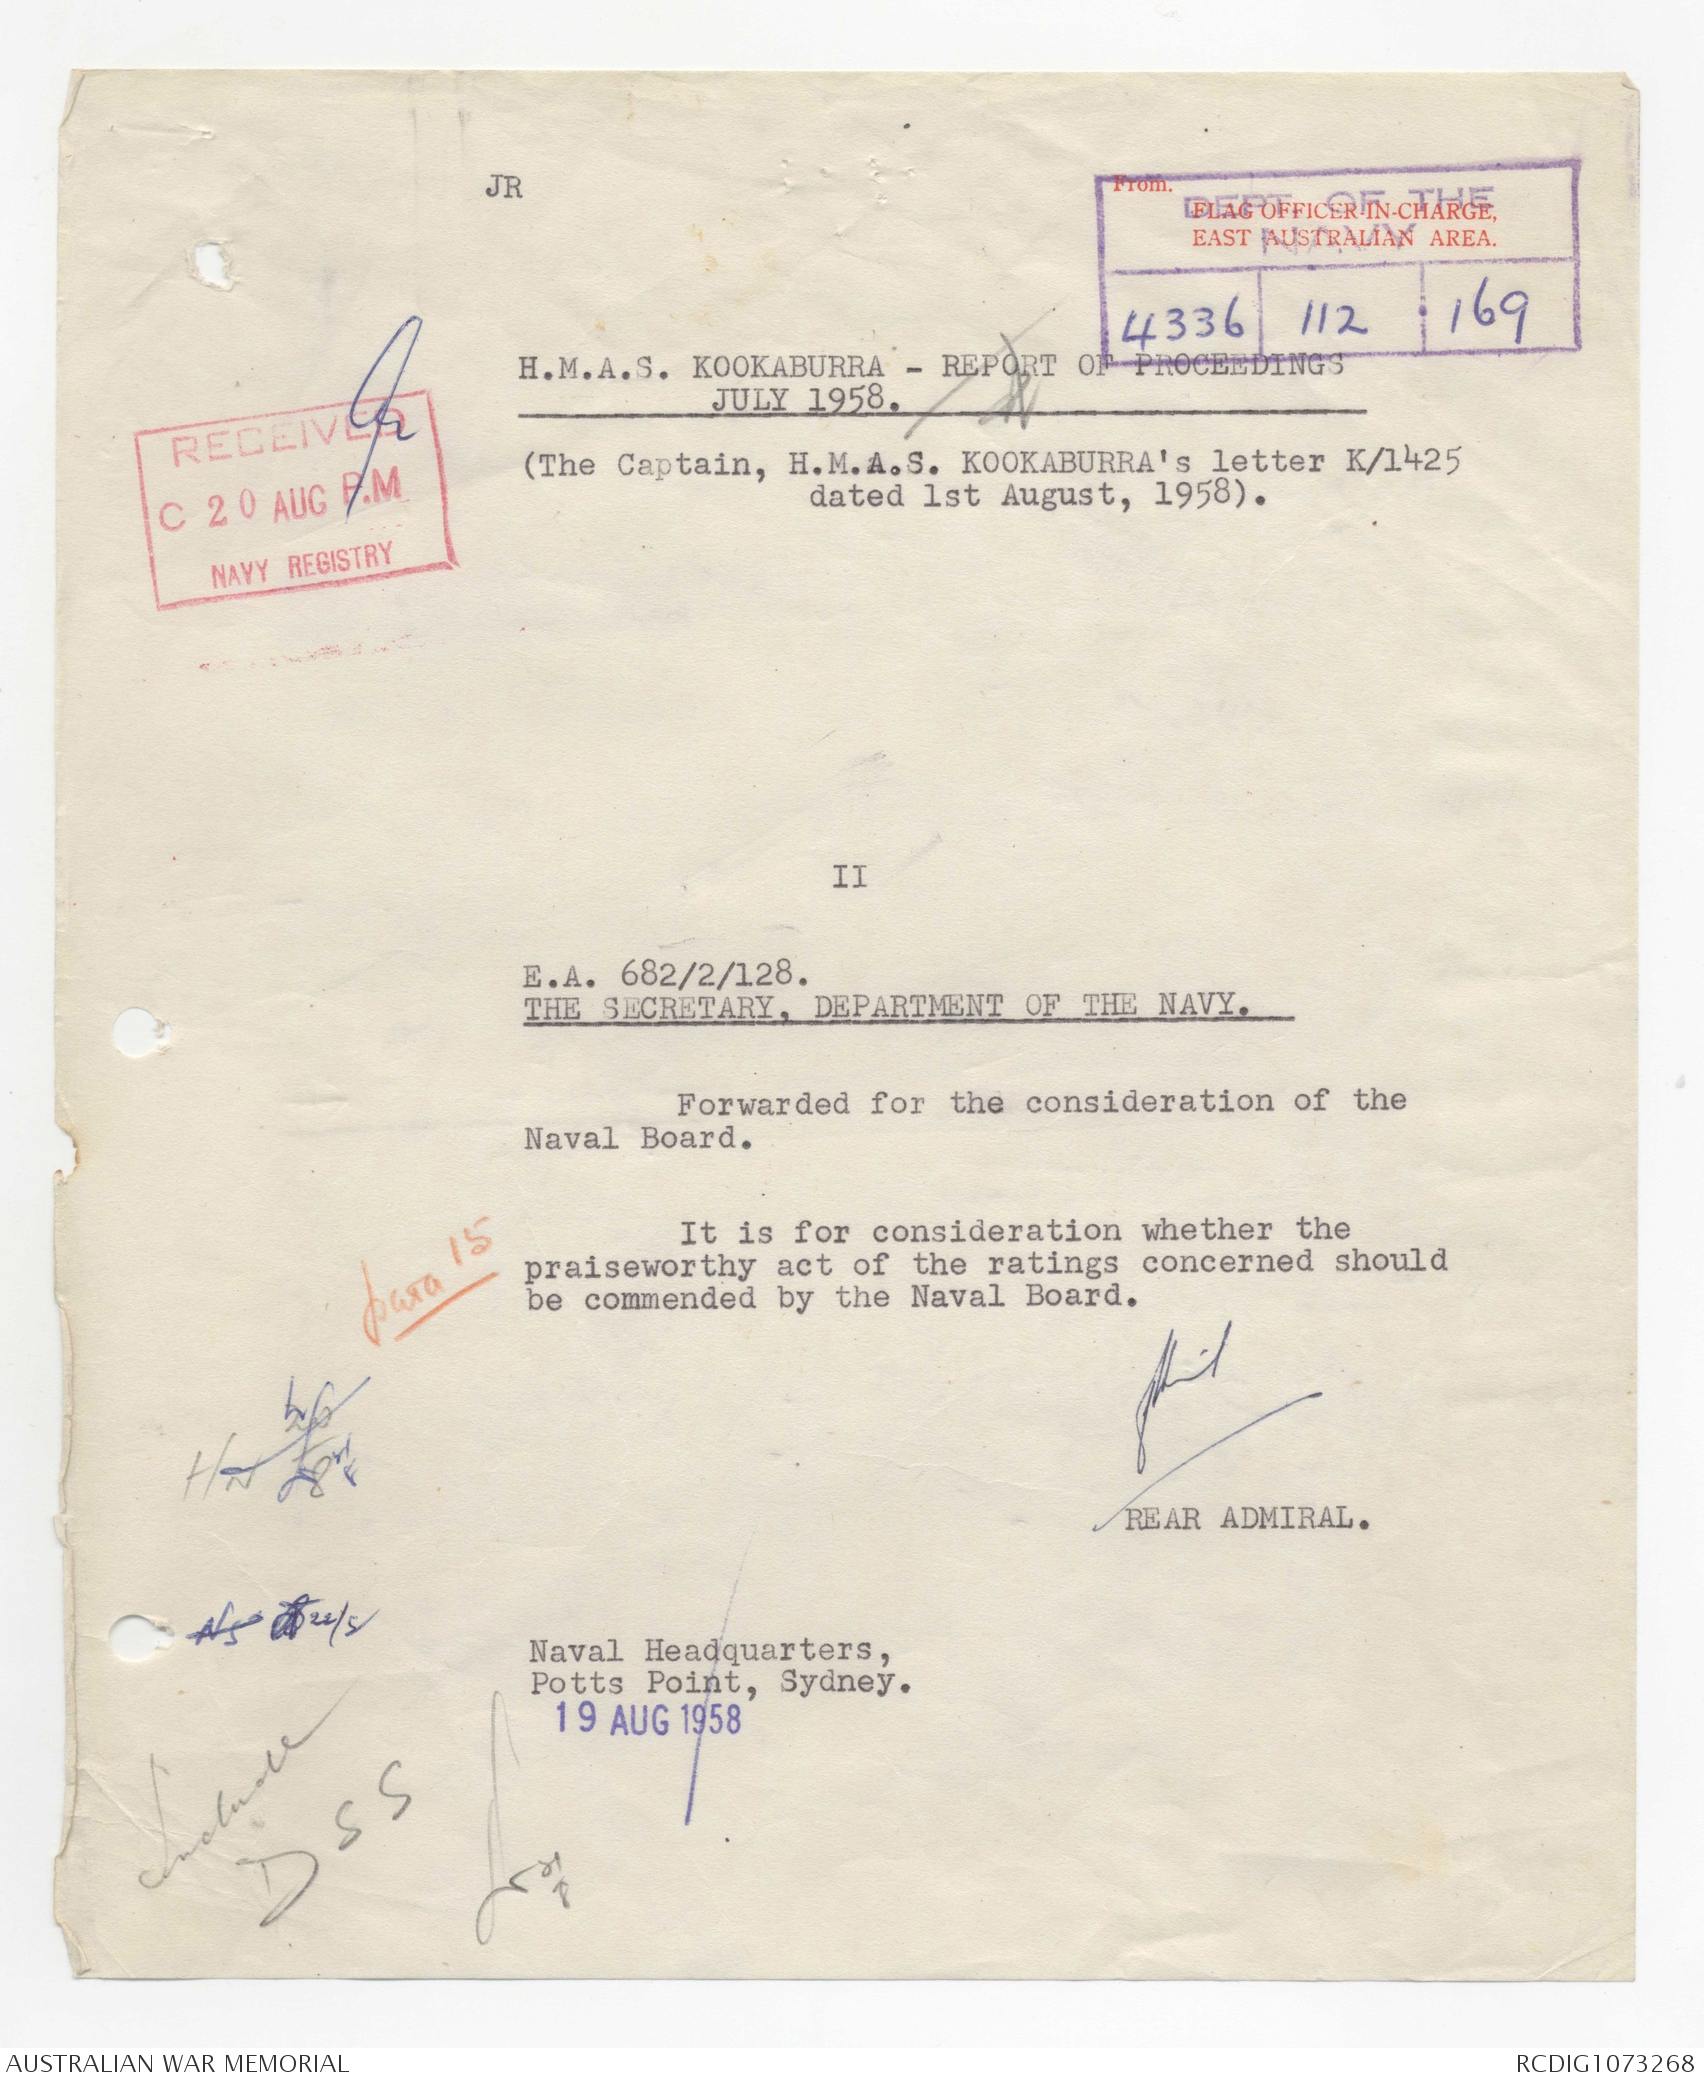 JR
From.
FLAG OFFICER-IN-CHARGE,
EAST AUSTRALIAN AREA.
DEPT OF THE
NAVY
4336 112 169
H.M.A.S. KOOKABURRA - REPORT OF PROCEEDINGS
JULY 1958.
RECEIVED
C 20 AUG P.M
NAVY REGISTRY
(The Captain, H.M.A.S. KOOKABURRA's letter K/1425
dated 1st August, 1958).
II
E.A. 682/2/128.
THE SECRETARY, DEPARTMENT OF THE NAVY.
Forwarded for the consideration of the
Naval Board.
It is for consideration whether the
praiseworthy act of the ratings concerned should
be commended by the Naval Board.
para 15
REAR ADMIRAL.
Naval Headquarters,
Potts Point, Sydney.
19 AUG 1958
DSS
AUSTRALIAN WAR MEMORIAL
RCDIG1073268